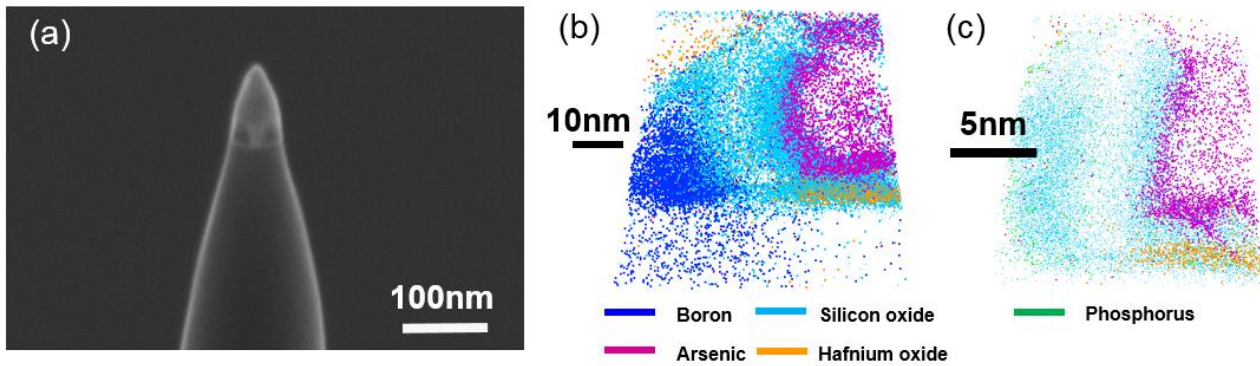 (a)
100nm
(b)
10nm
(c)
5nm
Boron
Silicon oxide
Phosphorus
Arsenic
Hafnium oxide